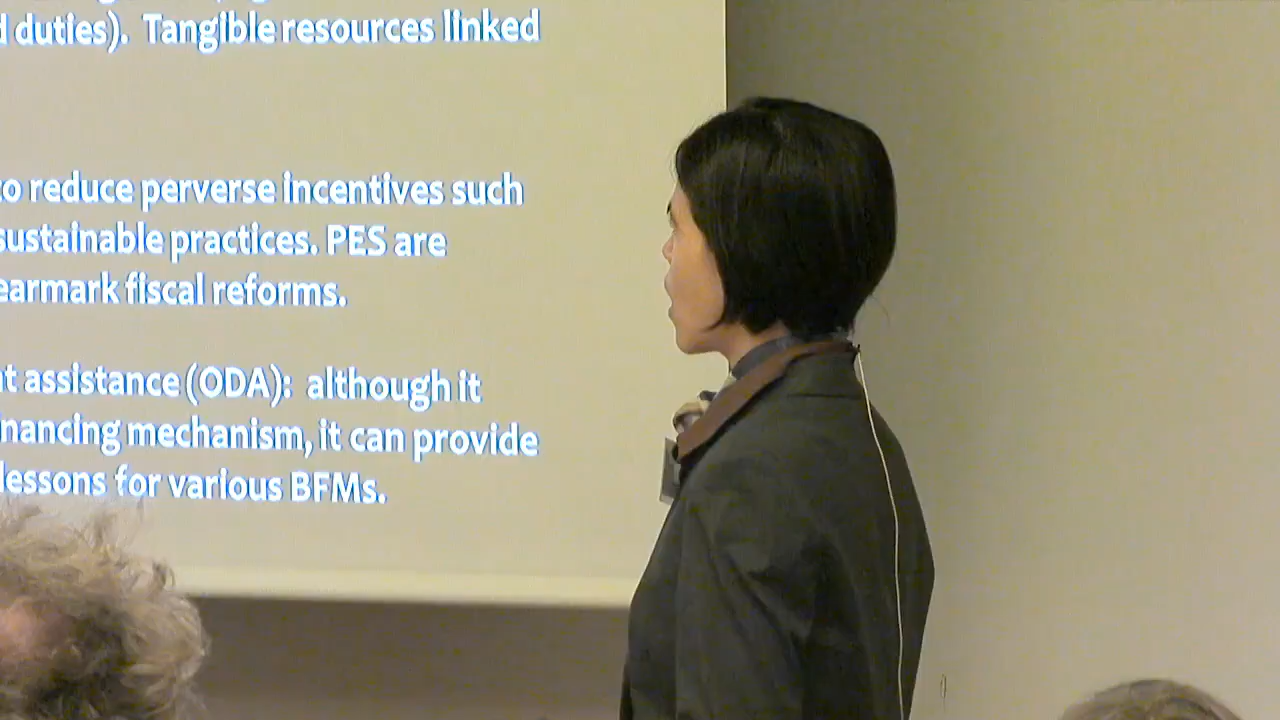 duties). Tangible resources linked
to reduce perverse incentives such
sustainable practices. PES are
earmark fiscal reforms.
assistance (ODA): although it
mechanism, it can provide
lessons for various BFMs.